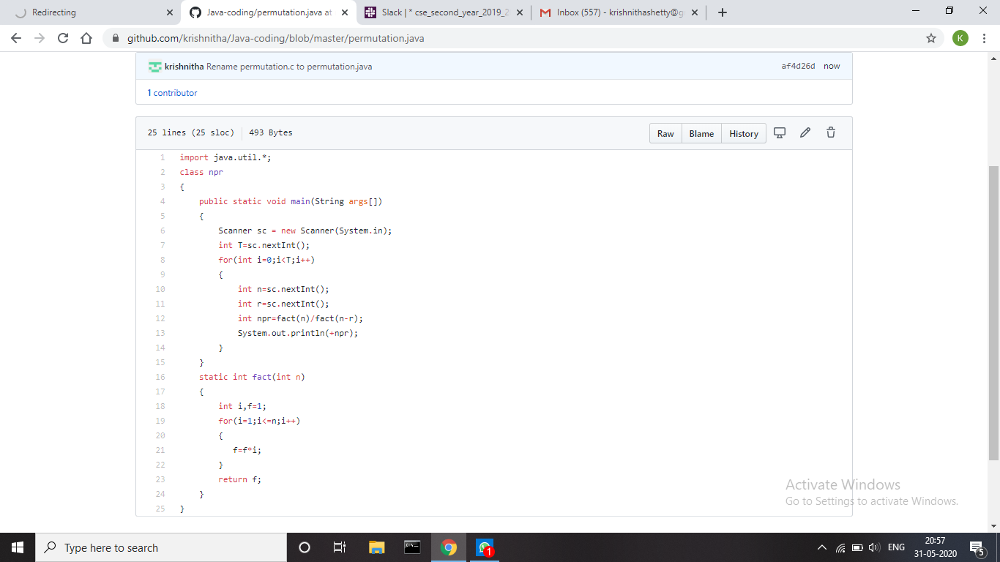 Redirecting
Java-coding/permutation.java at
Slack | * cse_second_year_2019_2
Inbox (557) - krishnithashetty@g
github.com/krishnitha/Java-coding/blob/master/permutation.java
K
krishnitha Rename permutation.c to permutation.java
af4d26d now
1 contributor
25 lines (25 sloc) 493 Bytes
Raw Blame History
1 import java.util.*;
2 class npr
3 {
4 public static void main(String args[])
5 {
6 Scanner sc = new Scanner(System.in);
7 int T=sc.nextInt();
8 for(int i=0;i<T;i++)
9 {
10 int n=sc.nextInt();
11 int r=sc.nextInt();
12 int npr=fact(n)/fact(n-r);
13 System.out.println(+npr);
14 }
15 }
16 static int fact(int n)
17 {
18 int i,f=1;
19 for(i=1;i<=n;i++)
20 {
21 f=f*i;
22 }
23 return f;
24 }
25 }
Activate Windows
Go to Settings to activate Windows.
Type here to search
1
ENG
20:57
31-05-2020
5